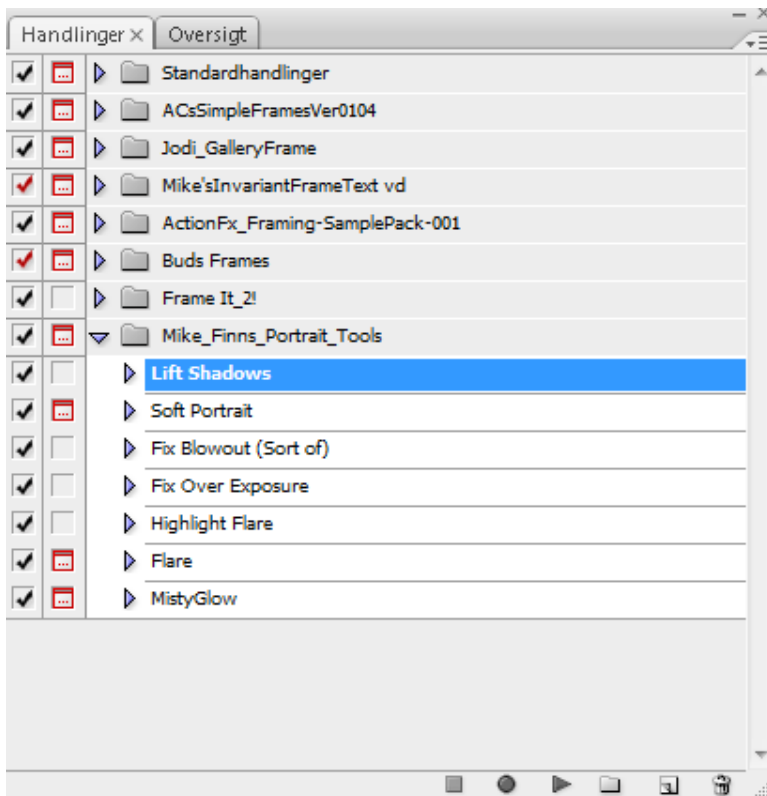 Handlinger Oversigt
Standardhandlinger
ACsSimpleFramesVer0104
Jodi_GalleryFrame
Mike'sInvariantFrameText vd
ActionFx_Framing-SamplePack-001
Buds Frames
Frame It_2!
Mike_Finns_Portrait_Tools
Lift Shadows
Soft Portrait
Fix Blowout (Sort of)
Fix Over Exposure
Highlight Flare
Flare
MistyGlow